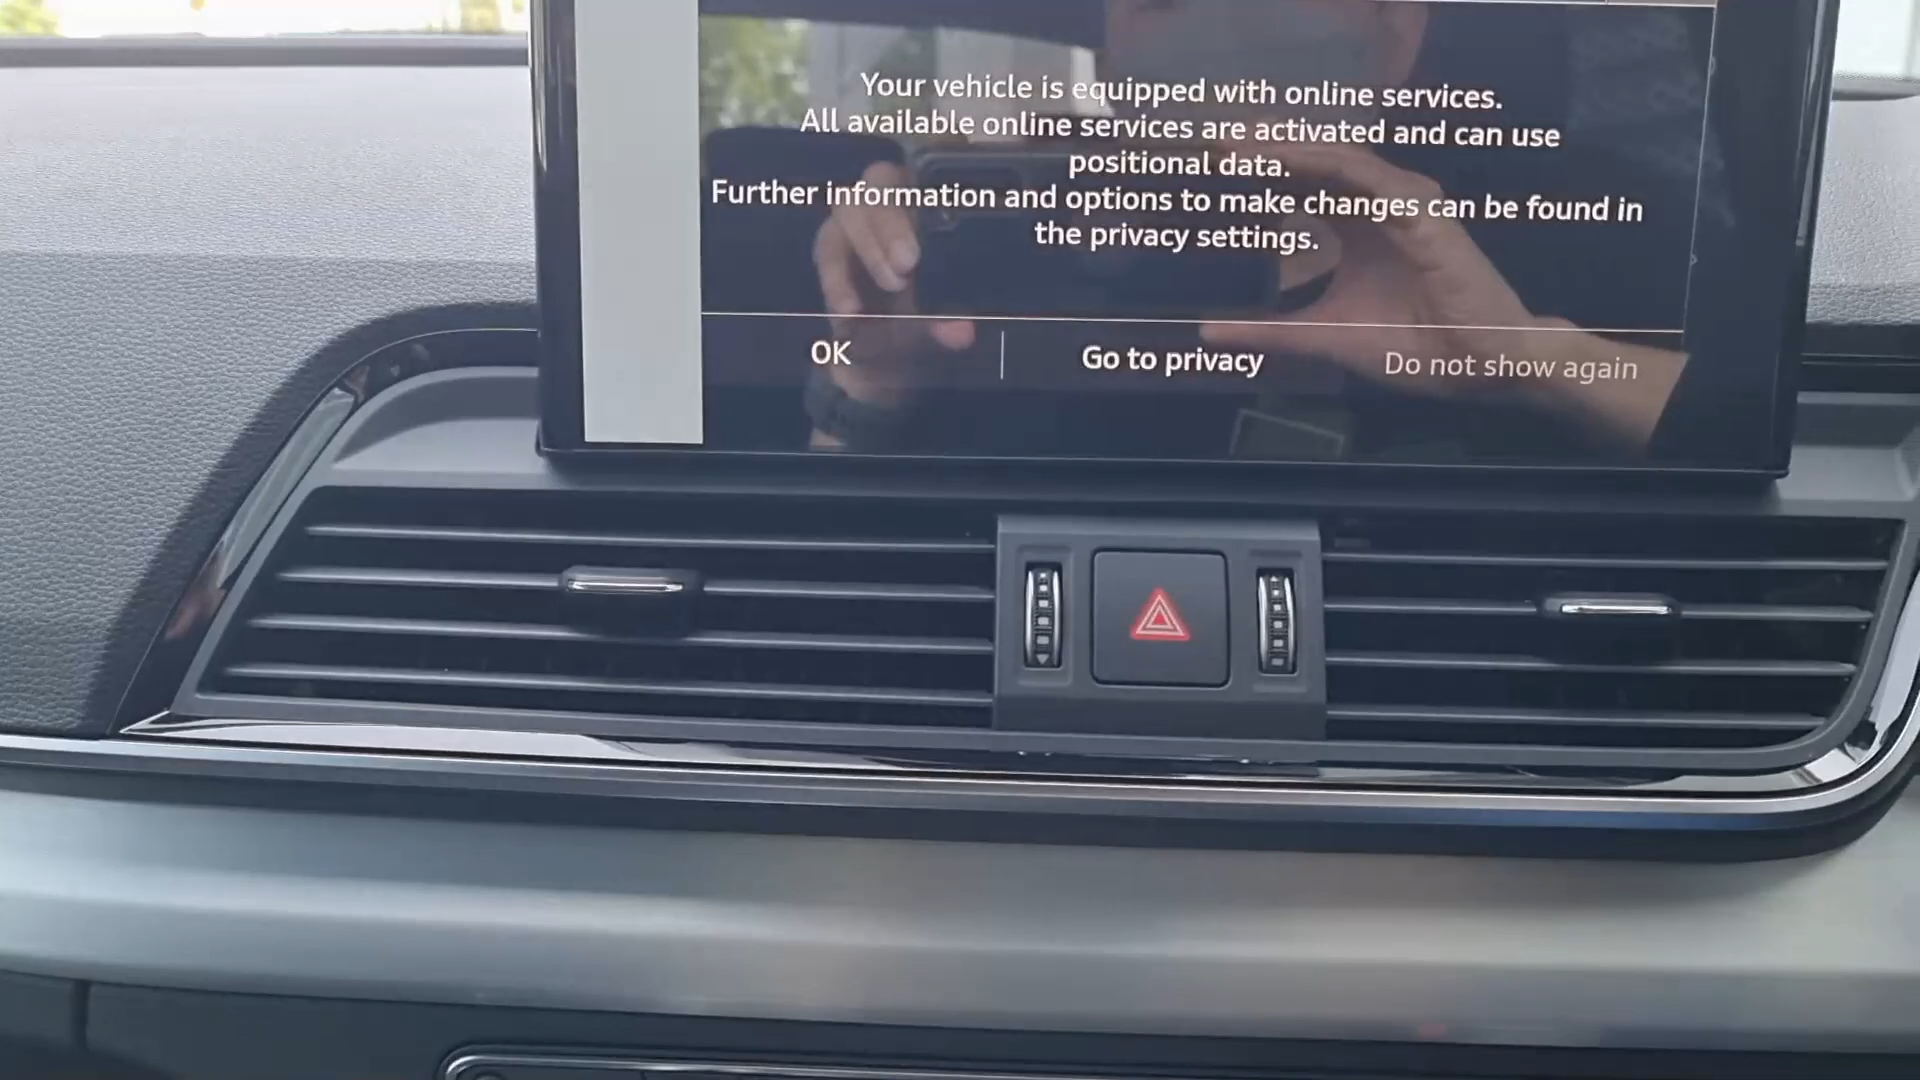 Your vehicle is equipped with online services.
All available online services are activated and can use
positional data.
Further information and options to make changes can be found in
the privacy settings.
OK
Go to privacy
Do not show again